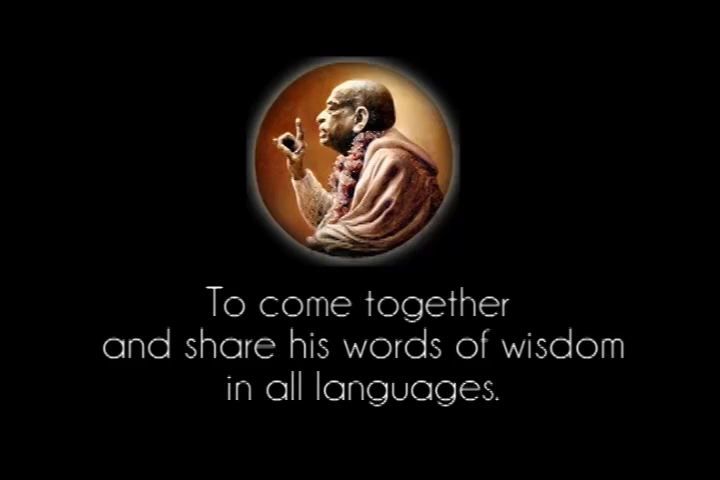 To come together
and share his words of wisdom
in all languages.